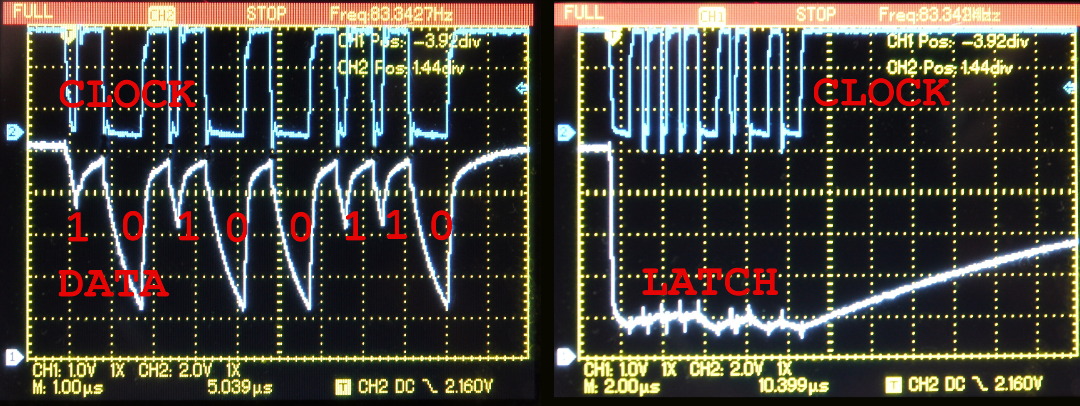 FULL CH2 STOP Freq:83.3427Hz
CH1 Pos: -3.92div
CH2 Pos: 1.44div
CLOCK
2
1 0 1 0 0 1 1 0
DATA
1
CH1: 1.0V 1X CH2: 2.0V 1X
M: 1.00μs 5.039μs T CH2 DC 2.160V
FULL CH1 STOP
CH1 Pos: -3.92div
CH2 Pos: 1.44div
CLOCK
2
LATCH
CH1: 1.0V 1X CH2: 2.0V 1X
M: 2.00μs 10.399μs T CH2 DC 2.160V